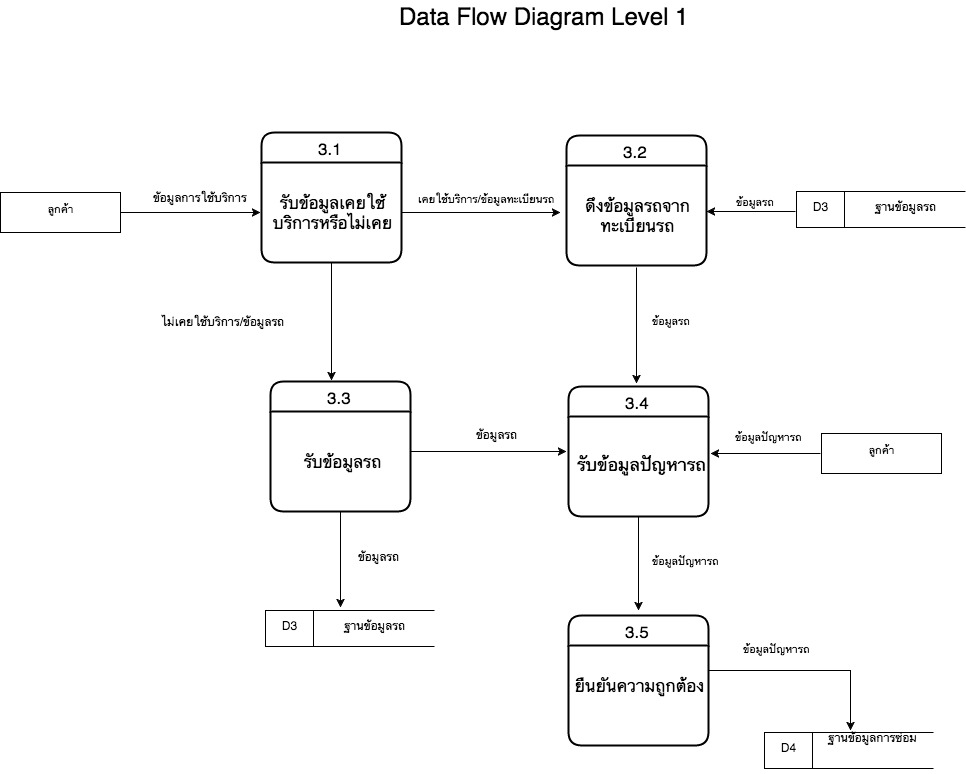 Data Flow Diagram Level 1
3.1
รับข้อมูลเคยใช้
บริการหรือไม่เคย
3.2
ดึงข้อมูลรถจาก
ทะเบียนรถ
ลูกค้า
ข้อมูลการใช้บริการ
เคยใช้บริการ/ข้อมูลทะเบียนรถ
ข้อมูลรถ
D3
ฐานข้อมูลรถ
ไม่เคยใช้บริการ/ข้อมูลรถ
ข้อมูลรถ
3.3
รับข้อมูลรถ
ข้อมูลรถ
3.4
รับข้อมูลปัญหารถ
ข้อมูลปัญหารถ
ลูกค้า
ข้อมูลรถ
ข้อมูลปัญหารถ
D3
ฐานข้อมูลรถ
3.5
ยืนยันความถูกต้อง
ข้อมูลปัญหารถ
D4
ฐานข้อมูลการซ่อม